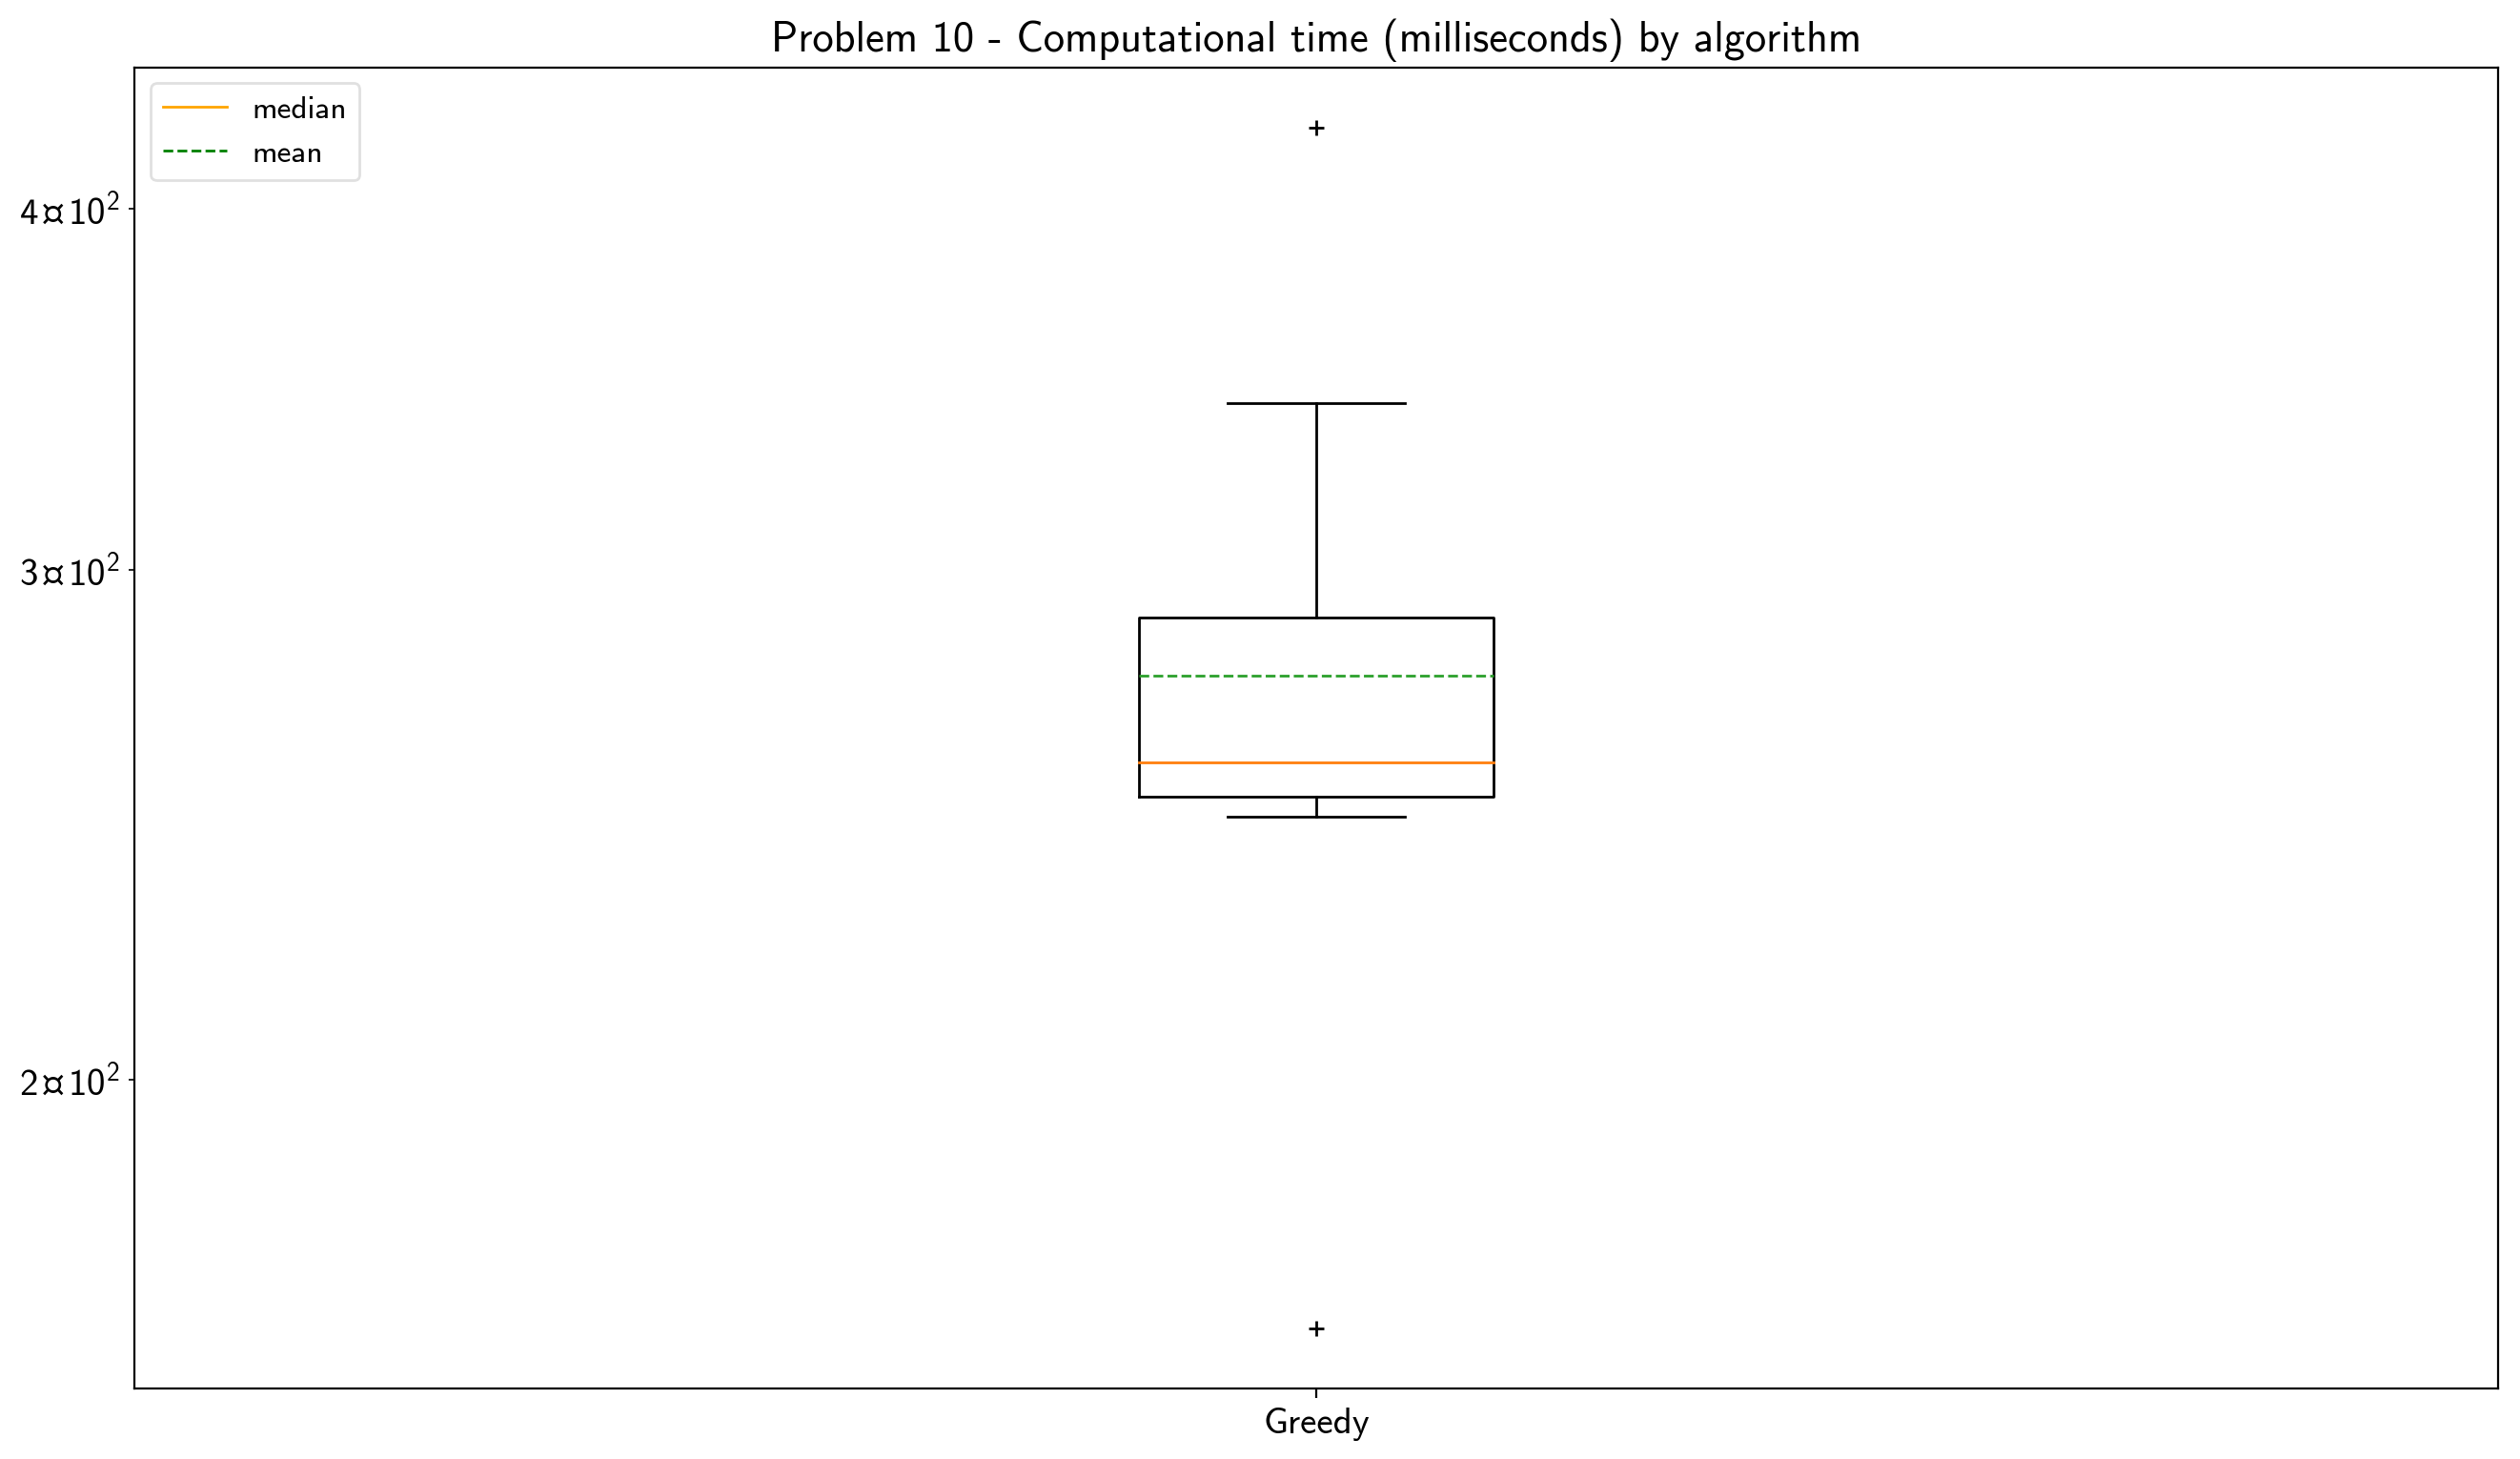 Problem 10 - Computational time (milliseconds) by algorithm
median
mean
4¤10²
3¤10²
2¤10²
Greedy